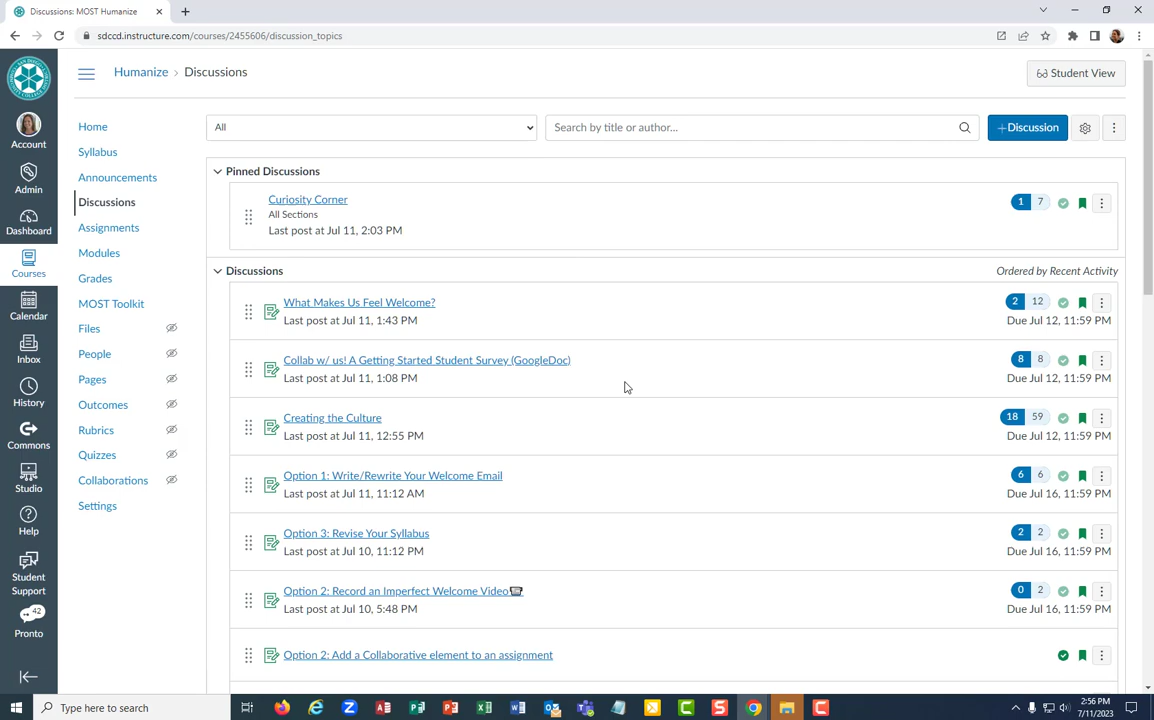 Discussions: MOST Humanize
sdccd.instructure.com/courses/2455606/discussion_topics
Humanize › Discussions
Student View
Account
Admin
Dashboard
Courses
Calendar
Inbox
History
Commons
Studio
Help
Student Support
42
Pronto
Home
Syllabus
Announcements
Discussions
Assignments
Modules
Grades
MOST Toolkit
Files
People
Pages
Outcomes
Rubrics
Quizzes
Collaborations
Settings
All
Search by title or author...
+Discussion
Pinned Discussions
Curiosity Corner
1 7
All Sections
Last post at Jul 11, 2:03 PM
Discussions
Ordered by Recent Activity
What Makes Us Feel Welcome?
2 12
Last post at Jul 11, 1:43 PM
Due Jul 12, 11:59 PM
Collab w/ us! A Getting Started Student Survey (GoogleDoc)
8 8
Last post at Jul 11, 1:08 PM
Due Jul 12, 11:59 PM
Creating the Culture
18 59
Last post at Jul 11, 12:55 PM
Due Jul 12, 11:59 PM
Option 1: Write/Rewrite Your Welcome Email
6 6
Last post at Jul 11, 11:12 AM
Due Jul 16, 11:59 PM
Option 3: Revise Your Syllabus
2 2
Last post at Jul 10, 11:12 PM
Due Jul 16, 11:59 PM
Option 2: Record an Imperfect Welcome Video
0 2
Last post at Jul 10, 5:48 PM
Due Jul 16, 11:59 PM
Option 2: Add a Collaborative element to an assignment
Type here to search
2:56 PM
7/11/2023